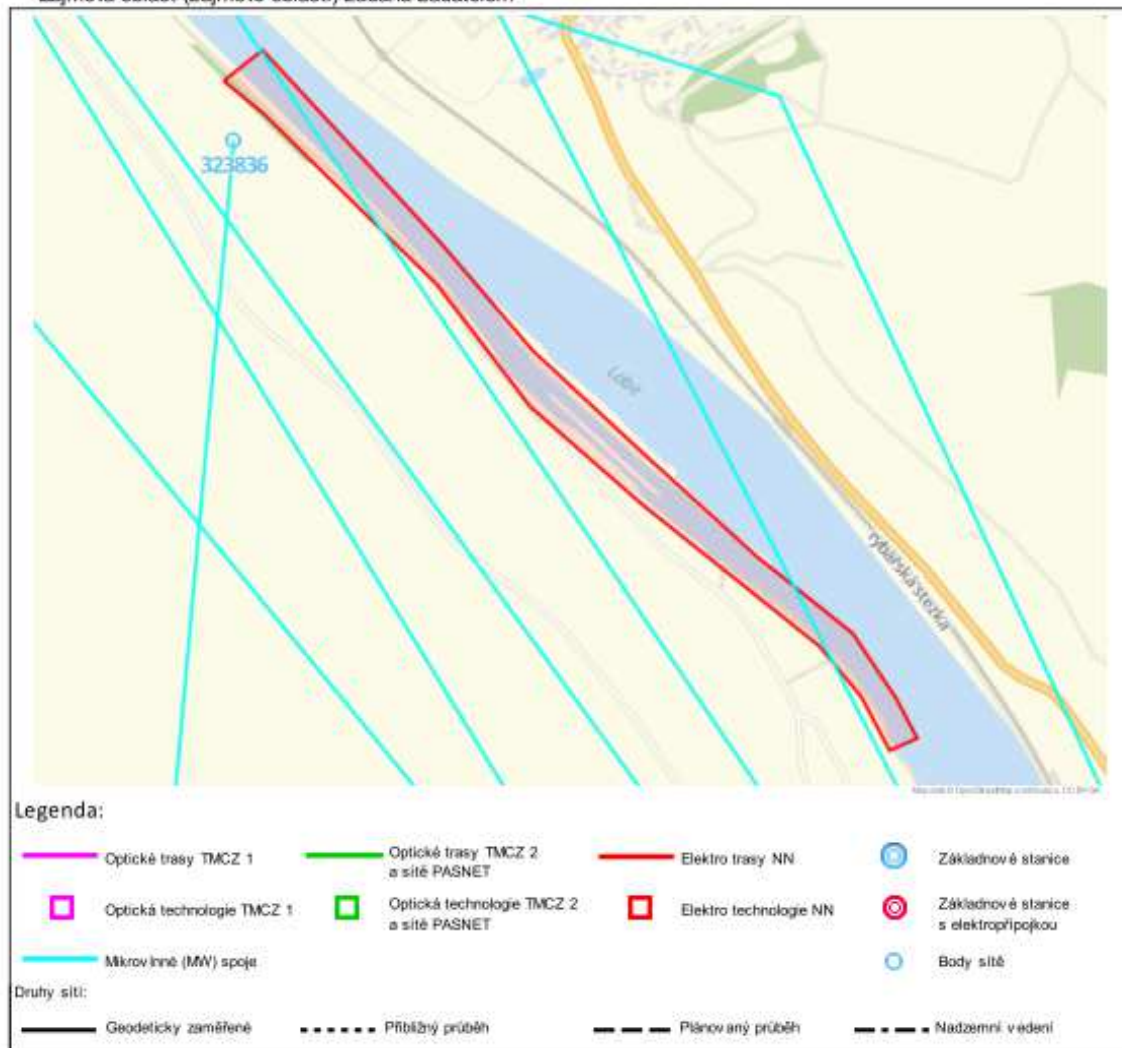 323836
Labe
rybářská stezka
Legenda:
Optické trasy TMCZ 1
Optické trasy TMCZ 2
a sítě PASNET
Elektro trasy NN
Základnové stanice
Optická technologie TMCZ 1
Optická technologie TMCZ 2
a sítě PASNET
Elektro technologie NN
Základnové stanice
s elektropřípojkou
Mikrovlnné (MW) spoje
Body sítě
Druhy sítí:
Geodeticky zaměřené
Přibližný průběh
Plánovaný průběh
Nadzemní vedení